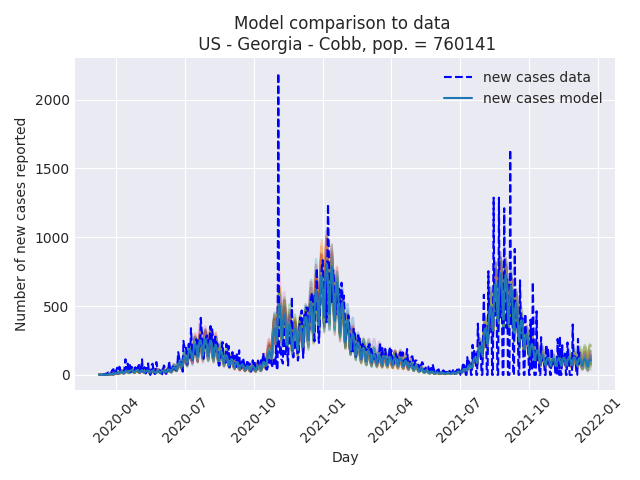 Model comparison to data
US - Georgia - Cobb, pop. = 760141
new cases data
new cases model
Number of new cases reported
2000
1500
1000
500
0
2020-04
2020-07
2020-10
2021-01
2021-04
2021-07
2021-10
2022-01
Day